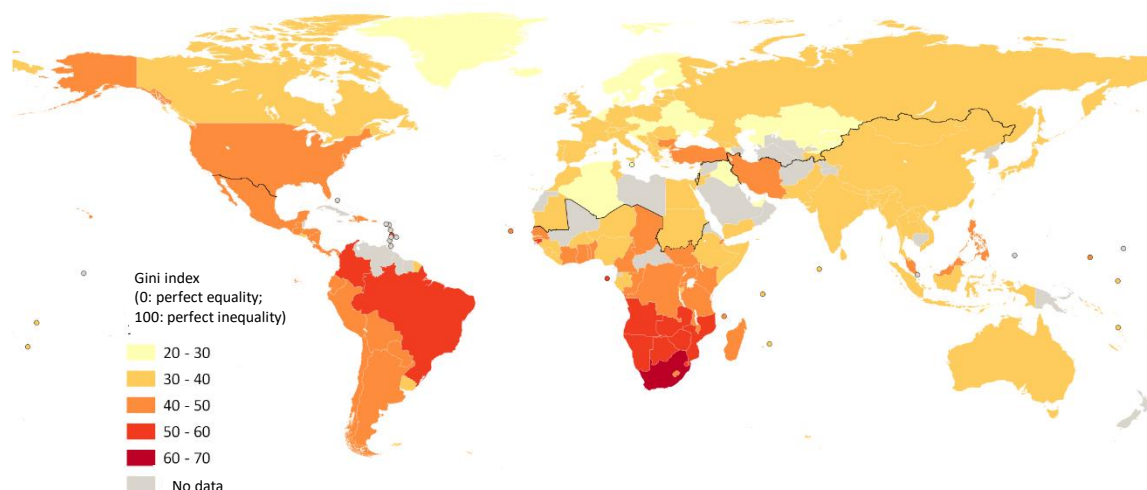 Gini index
(0: perfect equality;
100: perfect inequality)
20 - 30
30 - 40
40 - 50
50 - 60
60 - 70
No data